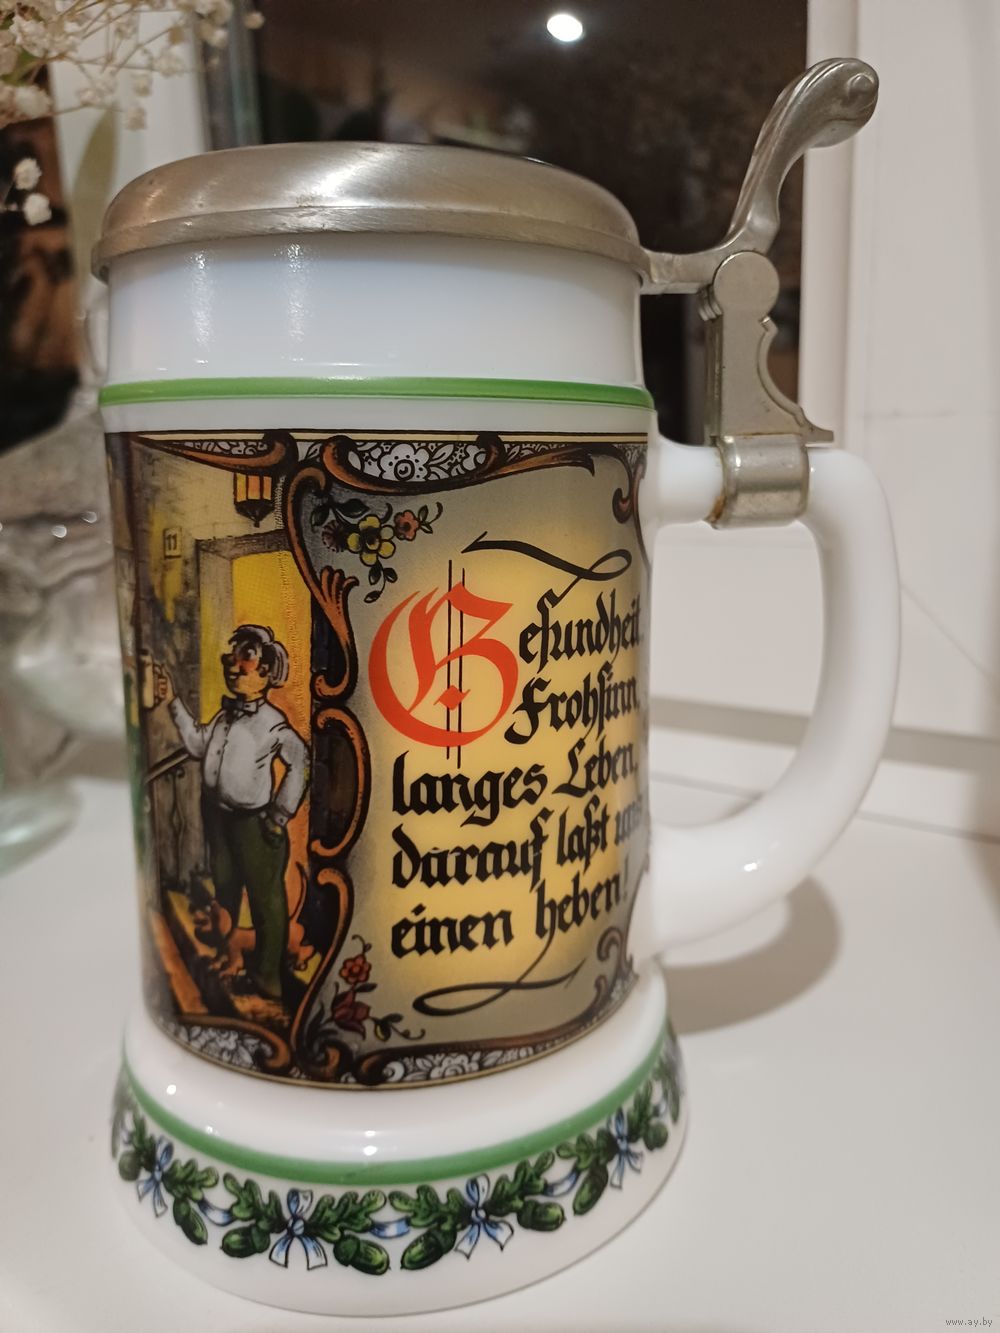 11
Gesundheit,
Frohsinn,
langes Leben,
darauf laßt uns
einen heben!
www.ay.by